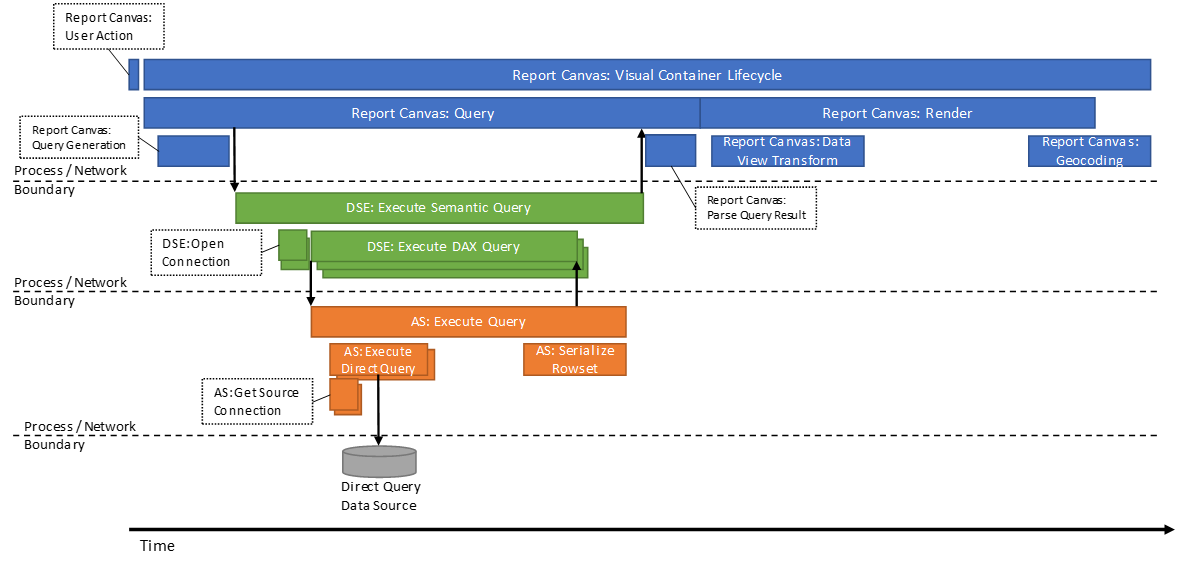 Report Canvas:
User Action
Report Canvas: Visual Container Lifecycle
Report Canvas: Query
Report Canvas: Render
Report Canvas:
Query Generation
Report Canvas: Data
View Transform
Report Canvas:
Geocoding
Process / Network
Boundary
DSE: Execute Semantic Query
Report Canvas:
Parse Query Result
DSE:Open
Connection
DSE: Execute DAX Query
Process / Network
Boundary
AS: Execute Query
AS: Execute
DirectQuery
AS: Serialize
Rowset
AS:Get Source
Connection
Process / Network
Boundary
Direct Query
Data Source
Time